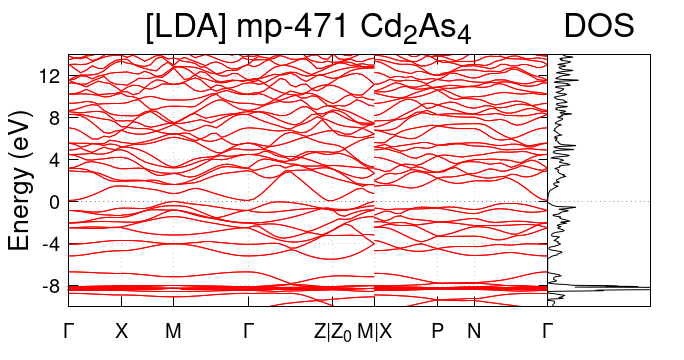 [LDA] mp-471 Cd₂As₄ DOS
Energy (eV)
12
8
4
0
-4
-8
Γ X M Γ Z|Z₀ M|X P N Γ